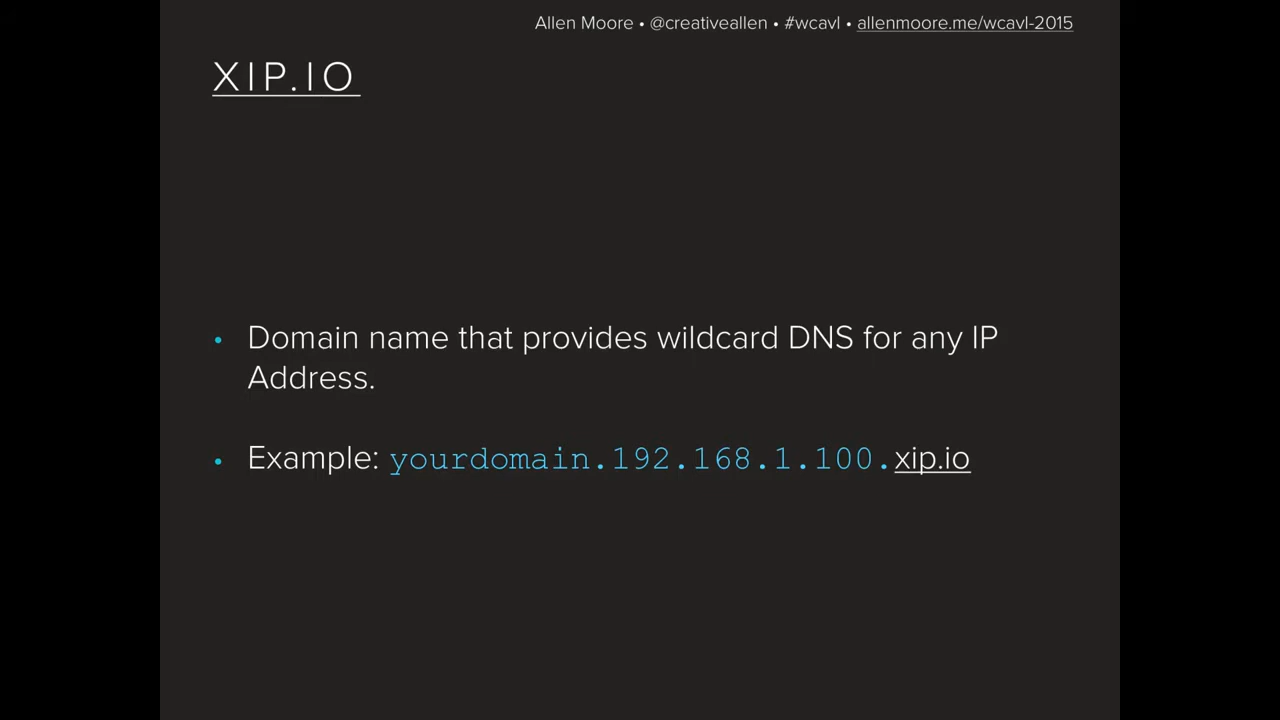 Allen Moore • @creativeallen • #wcavl • allenmoore.me/wcavl-2015
XIP.IO
• Domain name that provides wildcard DNS for any IP
Address.
• Example: yourdomain.192.168.1.100.xip.io